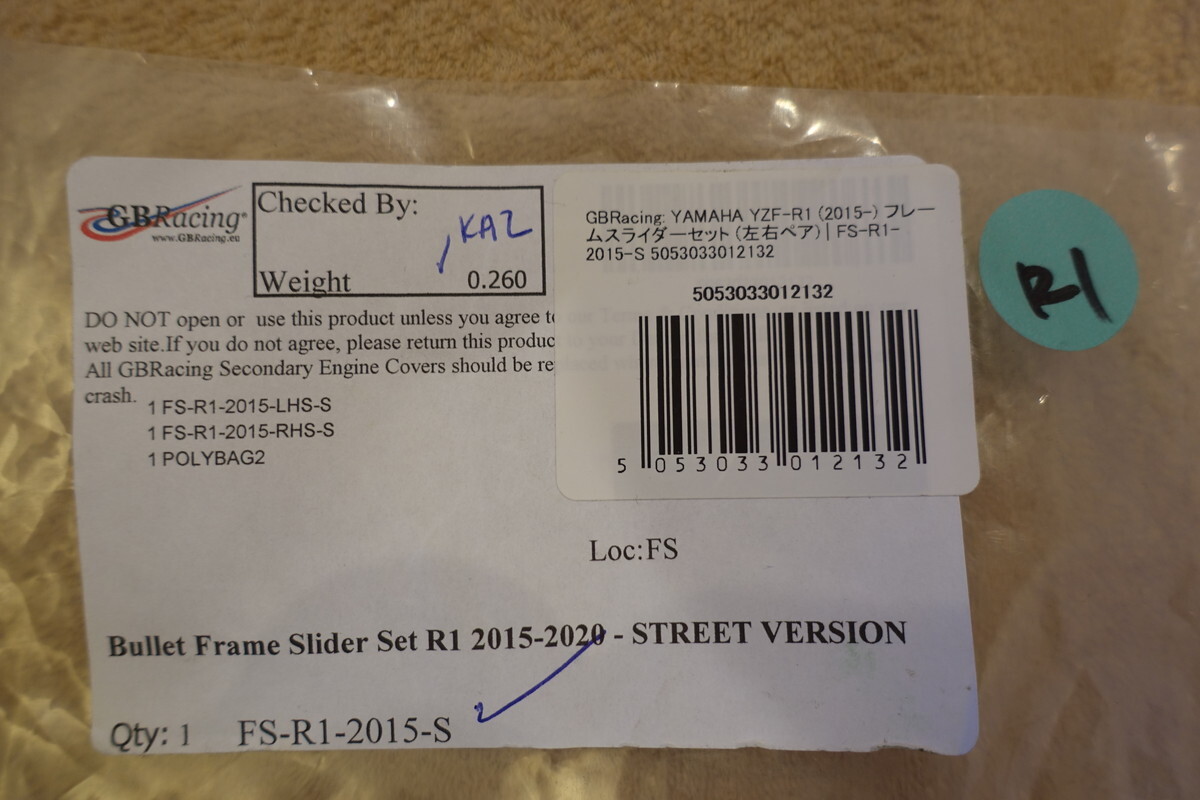 GBRacing®
www.GBRacing.eu
Checked By:
KAZ
Weight 0.260
DO NOT open or use this product unless you agree to
web site.If you do not agree, please return this produc
All GBRacing Secondary Engine Covers should be re
crash.
1 FS-R1-2015-LHS-S
1 FS-R1-2015-RHS-S
1 POLYBAG2
GBRacing: YAMAHA YZF-R1 (2015-) フレー
ムスライダーセット (左右ペア) | FS-R1-
2015-S 5053033012132
5053033012132
5 053033 012132
R1
Loc:FS
Bullet Frame Slider Set R1 2015-2020 - STREET VERSION
Qty: 1 FS-R1-2015-S